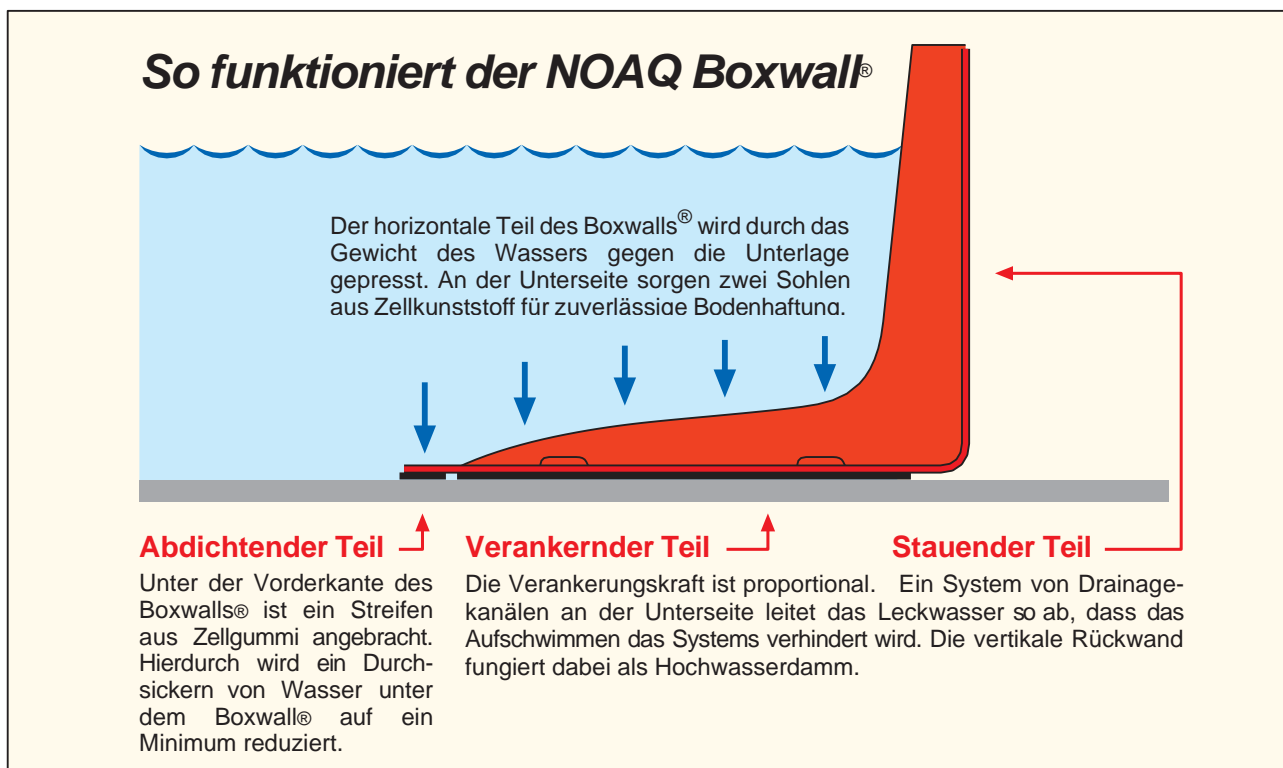 So funktioniert der NOAQ Boxwall®
Der horizontale Teil des Boxwalls® wird durch das
Gewicht des Wassers gegen die Unterlage
gepresst. An der Unterseite sorgen zwei Sohlen
aus Zellkunststoff für zuverlässige Bodenhaftung.
Abdichtender Teil
Unter der Vorderkante des
Boxwalls® ist ein Streifen
aus Zellgummi angebracht.
Hierdurch wird ein Durch-
sickern von Wasser unter
dem Boxwall® auf ein
Minimum reduziert.
Verankernder Teil
Stauender Teil
Die Verankerungskraft ist proportional. Ein System von Drainage-
kanälen an der Unterseite leitet das Leckwasser so ab, dass das
Aufschwimmen das Systems verhindert wird. Die vertikale Rückwand
fungiert dabei als Hochwasserdamm.